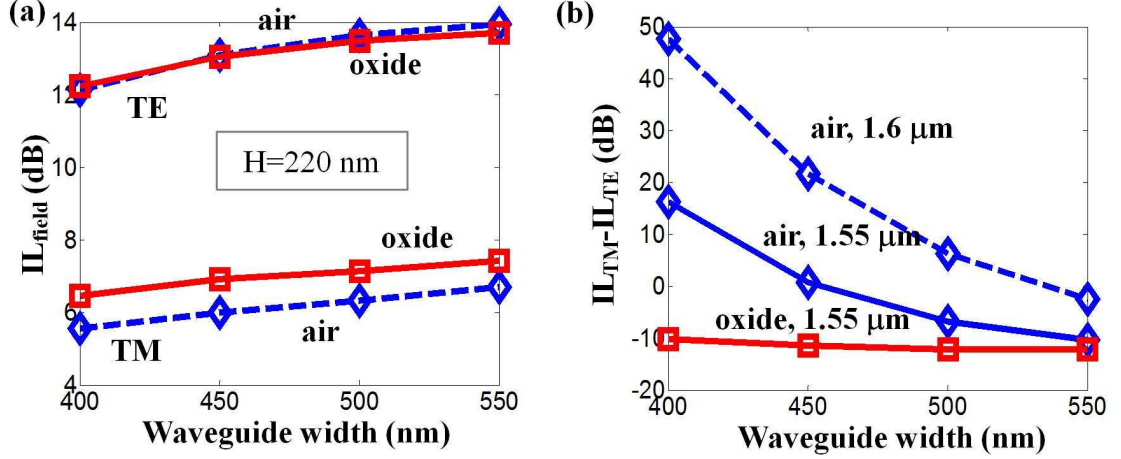 (a)
14
12
10
8
6
4
400 450 500 550
IL_field (dB)
Waveguide width (nm)
air
oxide
TE
H=220 nm
oxide
air
TM
(b)
50
40
30
20
10
0
-10
-20
400 450 500 550
IL_TM-IL_TE (dB)
Waveguide width (nm)
air, 1.6 μm
air, 1.55 μm
oxide, 1.55 μm